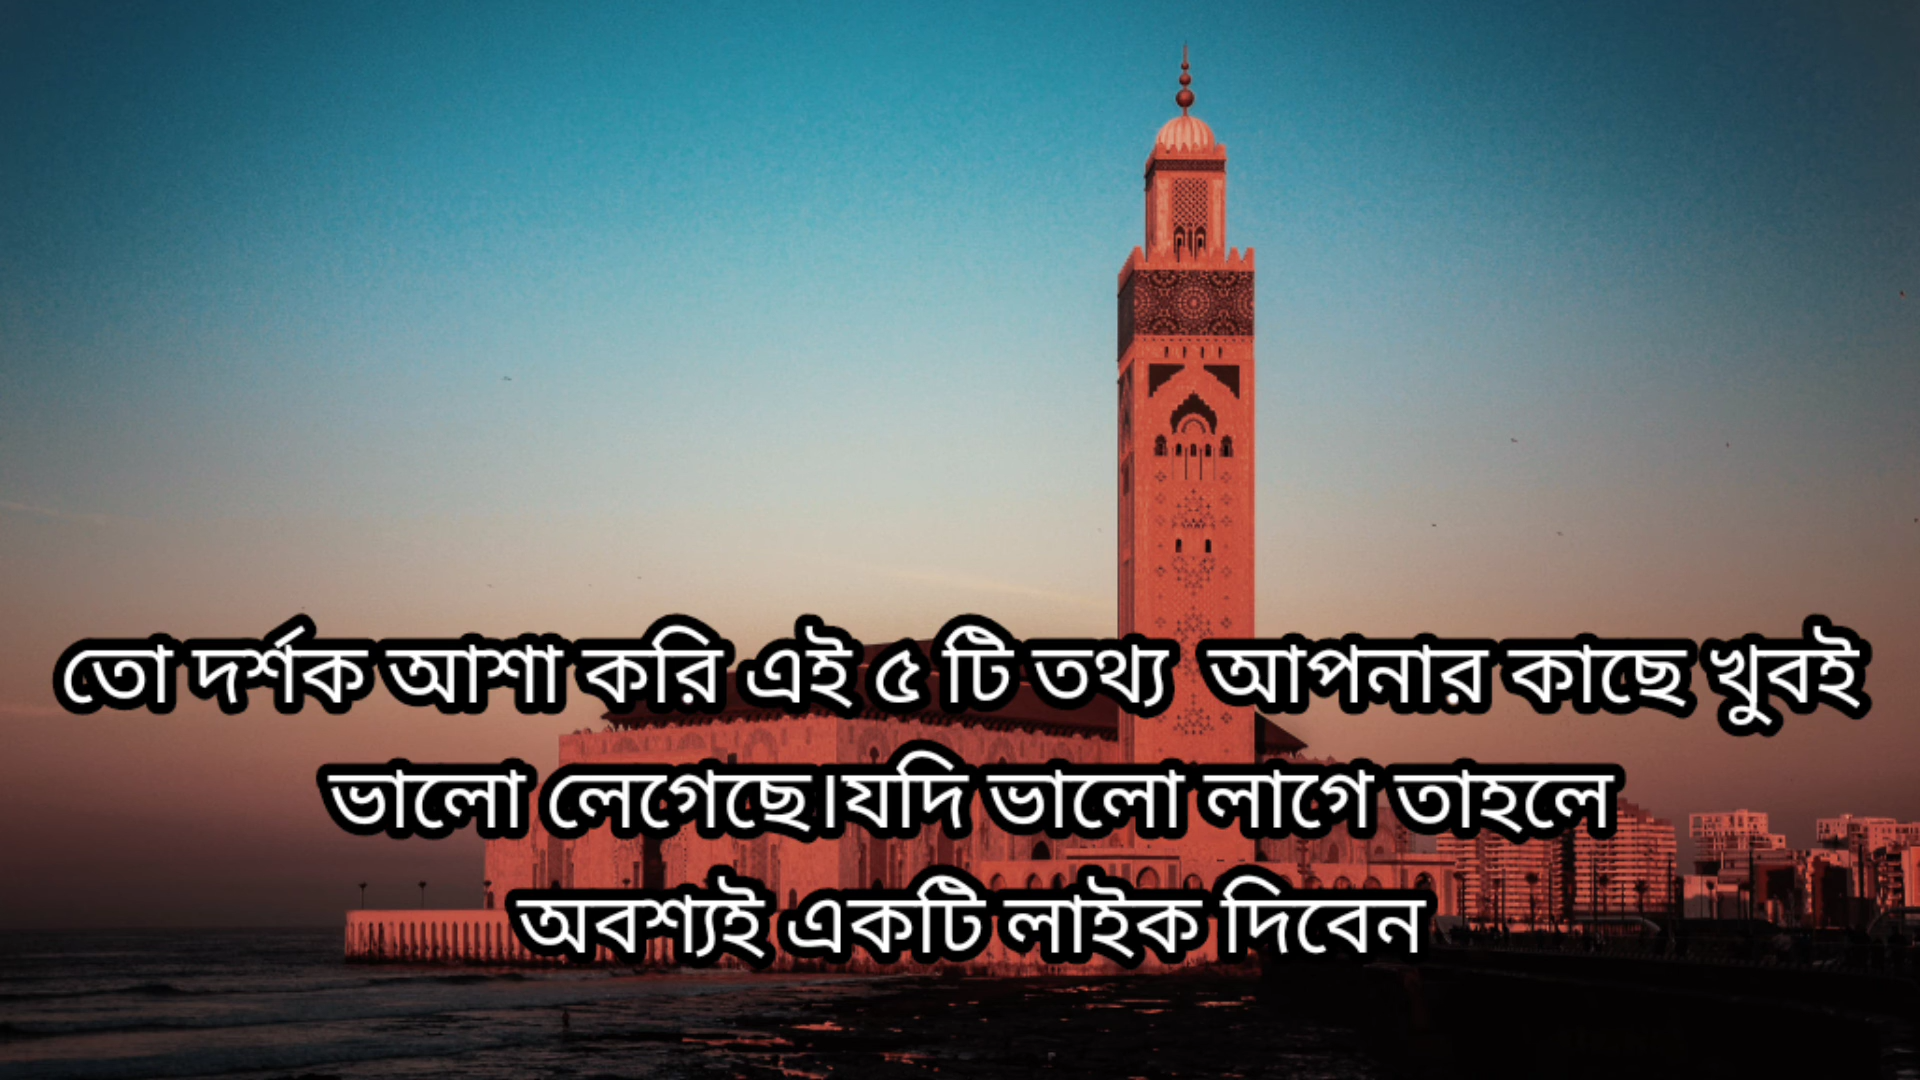 তো দর্শক আশা করি এই ৫ টি তথ্য আপনার কাছে খুবই
ভালো লেগেছে।যদি ভালো লাগে তাহলে
অবশ্যই একটি লাইক দিবেন